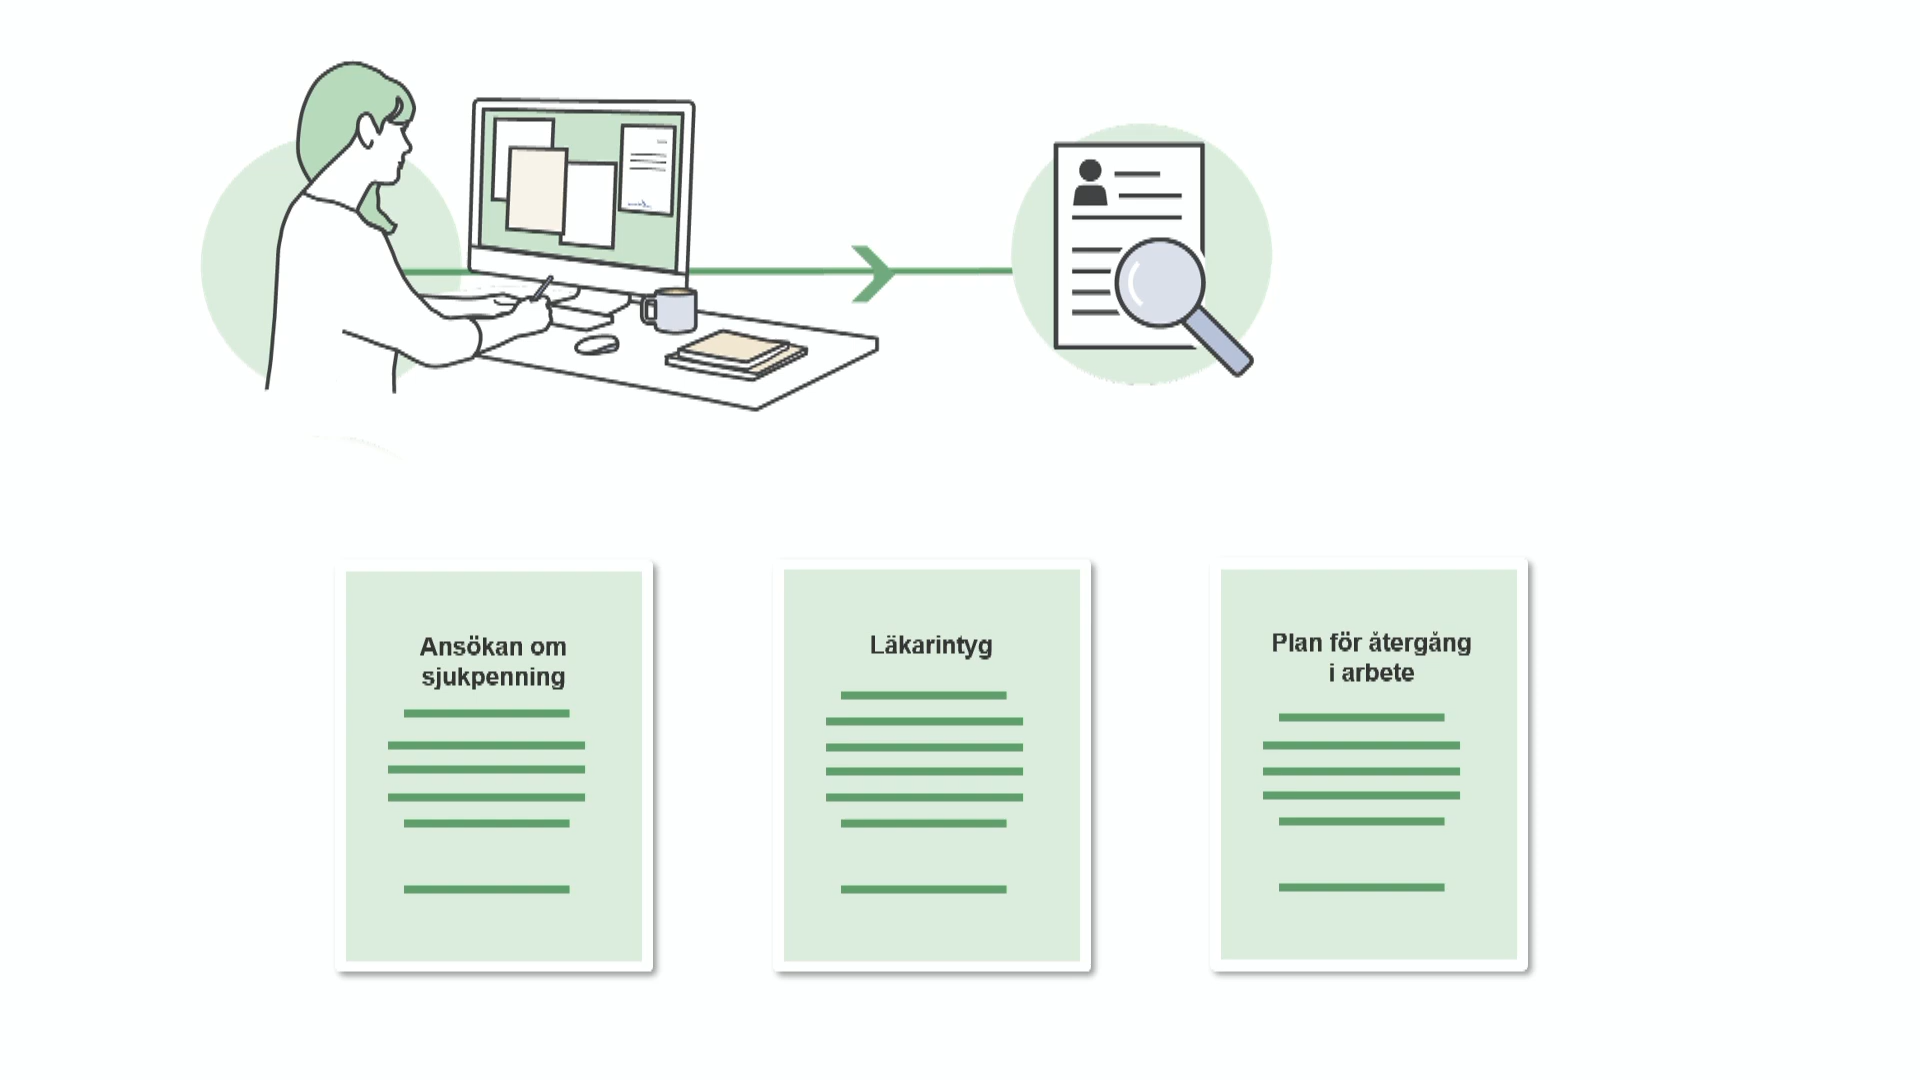 Ansökan om
sjukpenning
Läkarintyg
Plan för återgång
i arbete